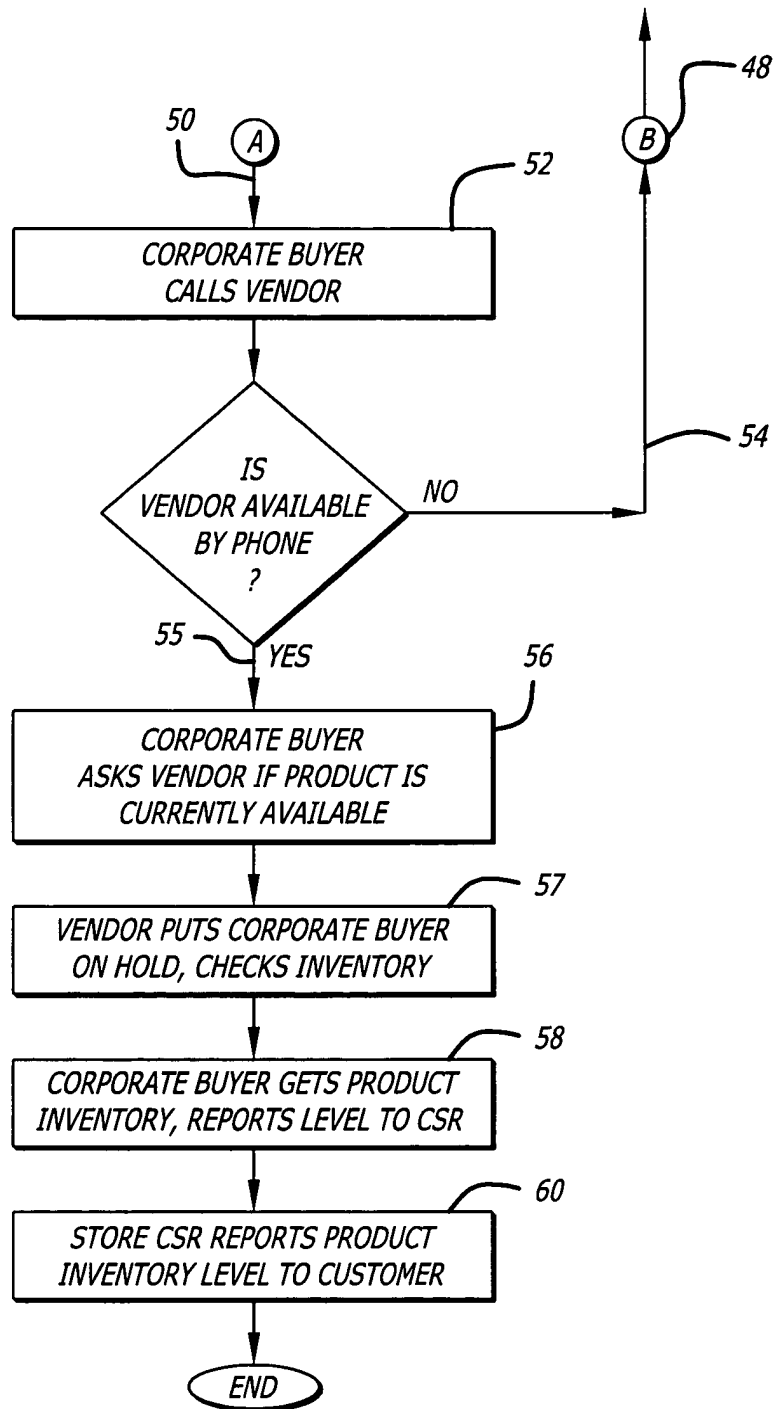 48
50
A
B
52
CORPORATE BUYER
CALLS VENDOR
54
IS
VENDOR AVAILABLE
BY PHONE
?
NO
55
YES
56
CORPORATE BUYER
ASKS VENDOR IF PRODUCT IS
CURRENTLY AVAILABLE
57
VENDOR PUTS CORPORATE BUYER
ON HOLD, CHECKS INVENTORY
58
CORPORATE BUYER GETS PRODUCT
INVENTORY, REPORTS LEVEL TO CSR
60
STORE CSR REPORTS PRODUCT
INVENTORY LEVEL TO CUSTOMER
END